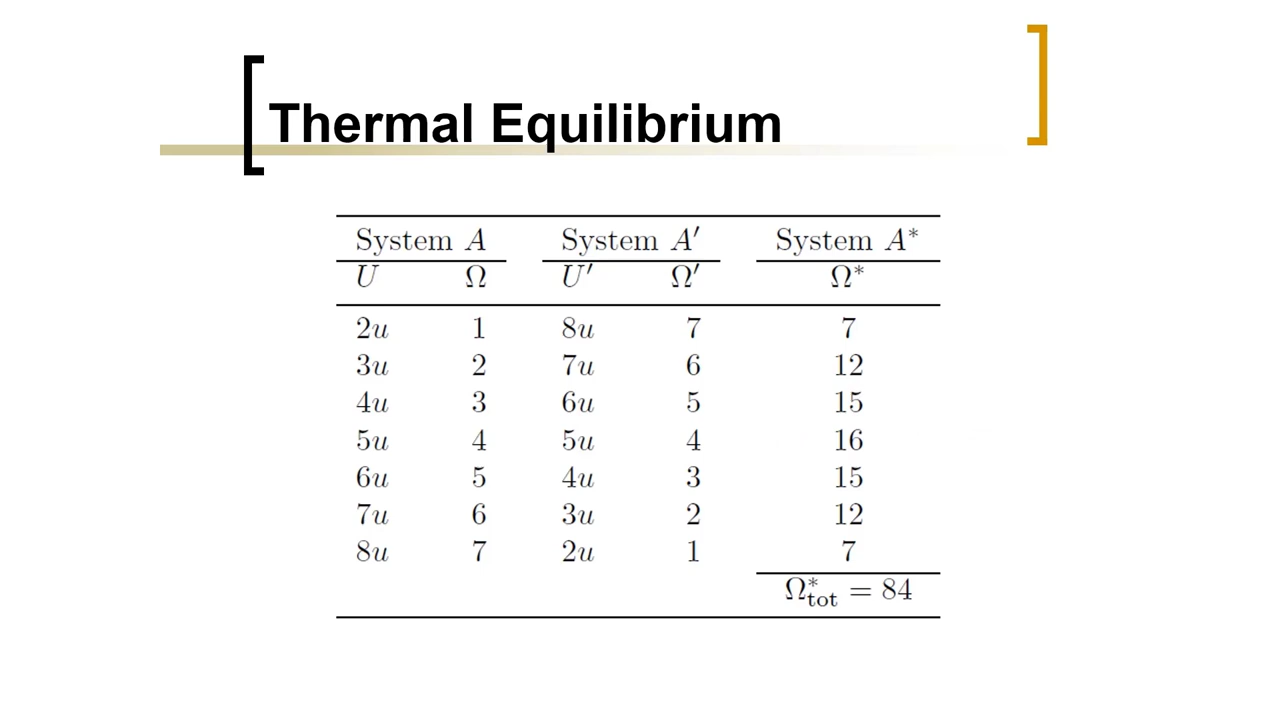 Thermal Equilibrium
System A System A′ System A*
U Ω U′ Ω′ Ω*
2u 1 8u 7 7
3u 2 7u 6 12
4u 3 6u 5 15
5u 4 5u 4 16
6u 5 4u 3 15
7u 6 3u 2 12
8u 7 2u 1 7
Ω*tot = 84